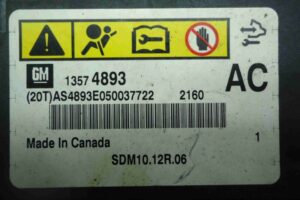 GM 1357 4893 AC
(20T)AS4893E050037722 2160
Made In Canada 1
SDM10.12R.06